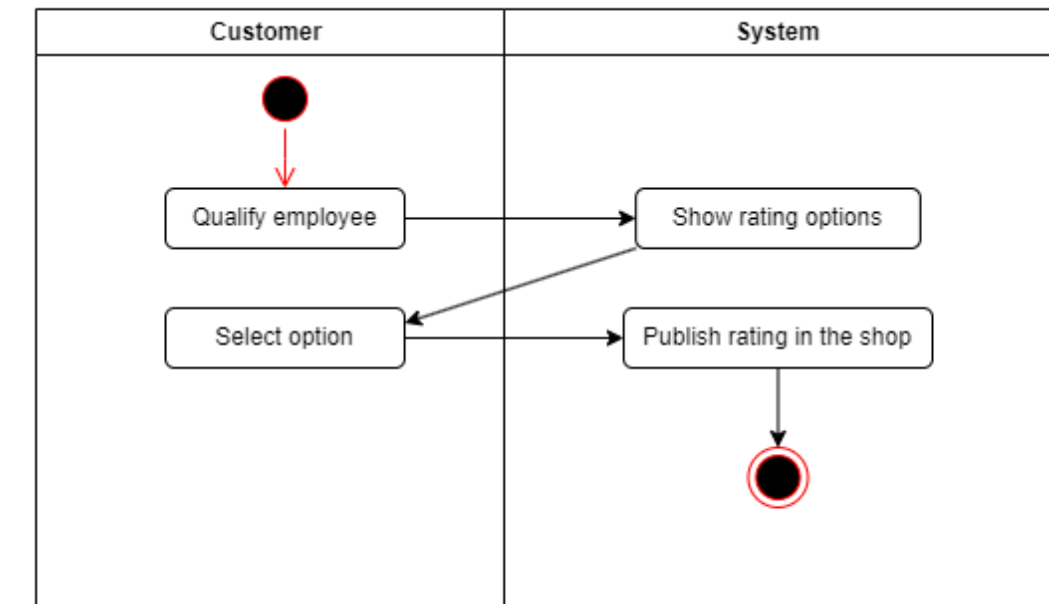 Customer
System
Qualify employee
Show rating options
Select option
Publish rating in the shop